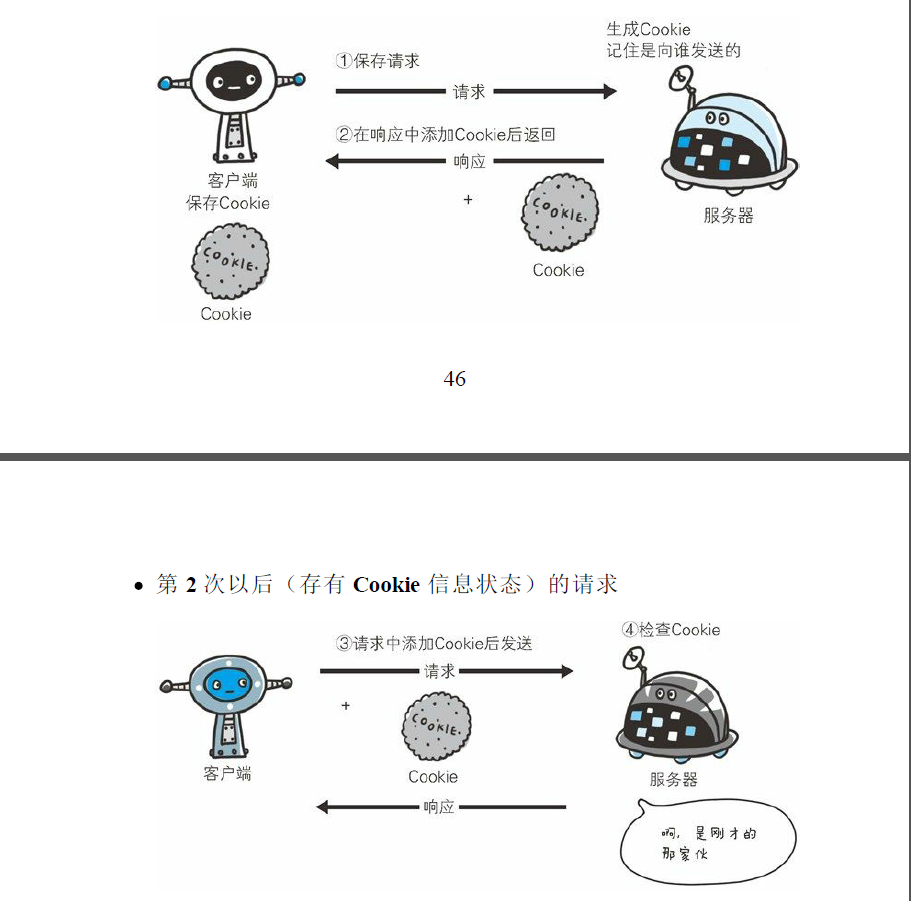 生成Cookie
记住是向谁发送的
①保存请求
请求
②在响应中添加Cookie后返回
响应
客户端
保存Cookie
+
COOKIE.
服务器
Cookie
COOKIE.
Cookie
46
• 第 2 次以后（存有 Cookie 信息状态）的请求
④检查Cookie
③请求中添加Cookie后发送
请求
+
COOKIE.
客户端
Cookie
服务器
响应
啊，是刚才的
那家伙